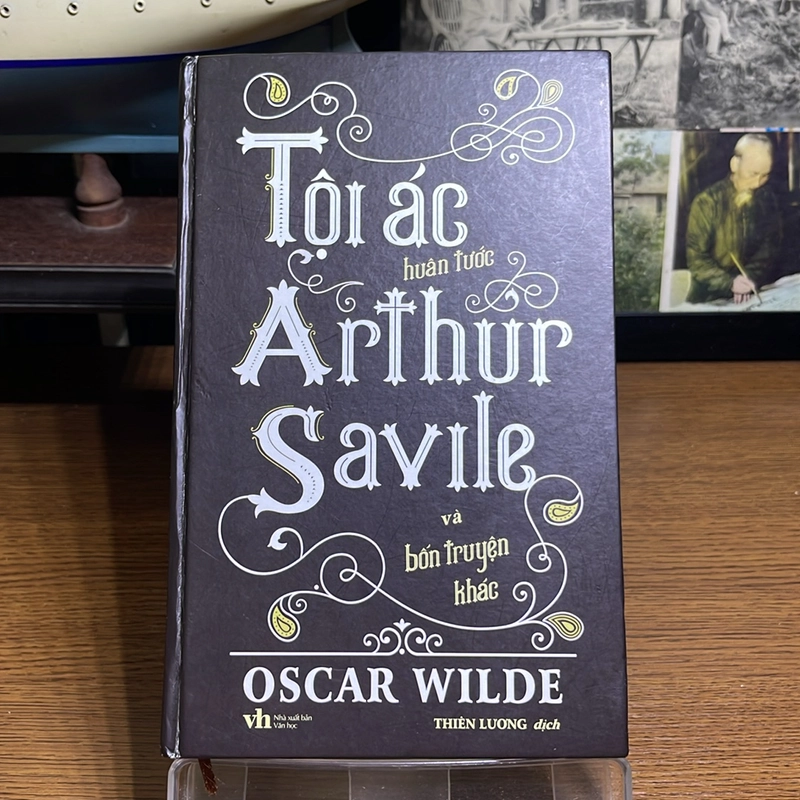 Tội ác
huân tước
Arthur
Savile
và
bốn truyện
khác
OSCAR WILDE
vh Nhà xuất bản
Văn học
THIÊN LƯƠNG dịch